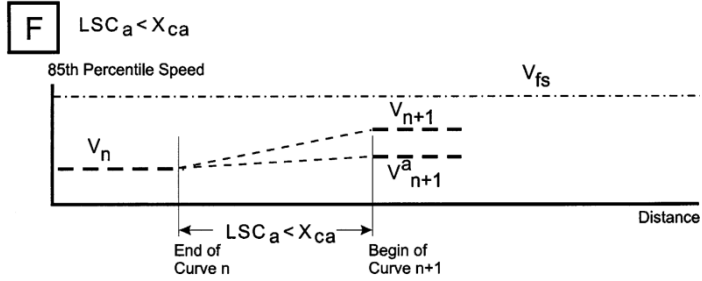 F LSCa<Xca
85th Percentile Speed
Vfs
Vn+1
Vn
Va n+1
LSCa<Xca
Distance
End of
Curve n
Begin of
Curve n+1